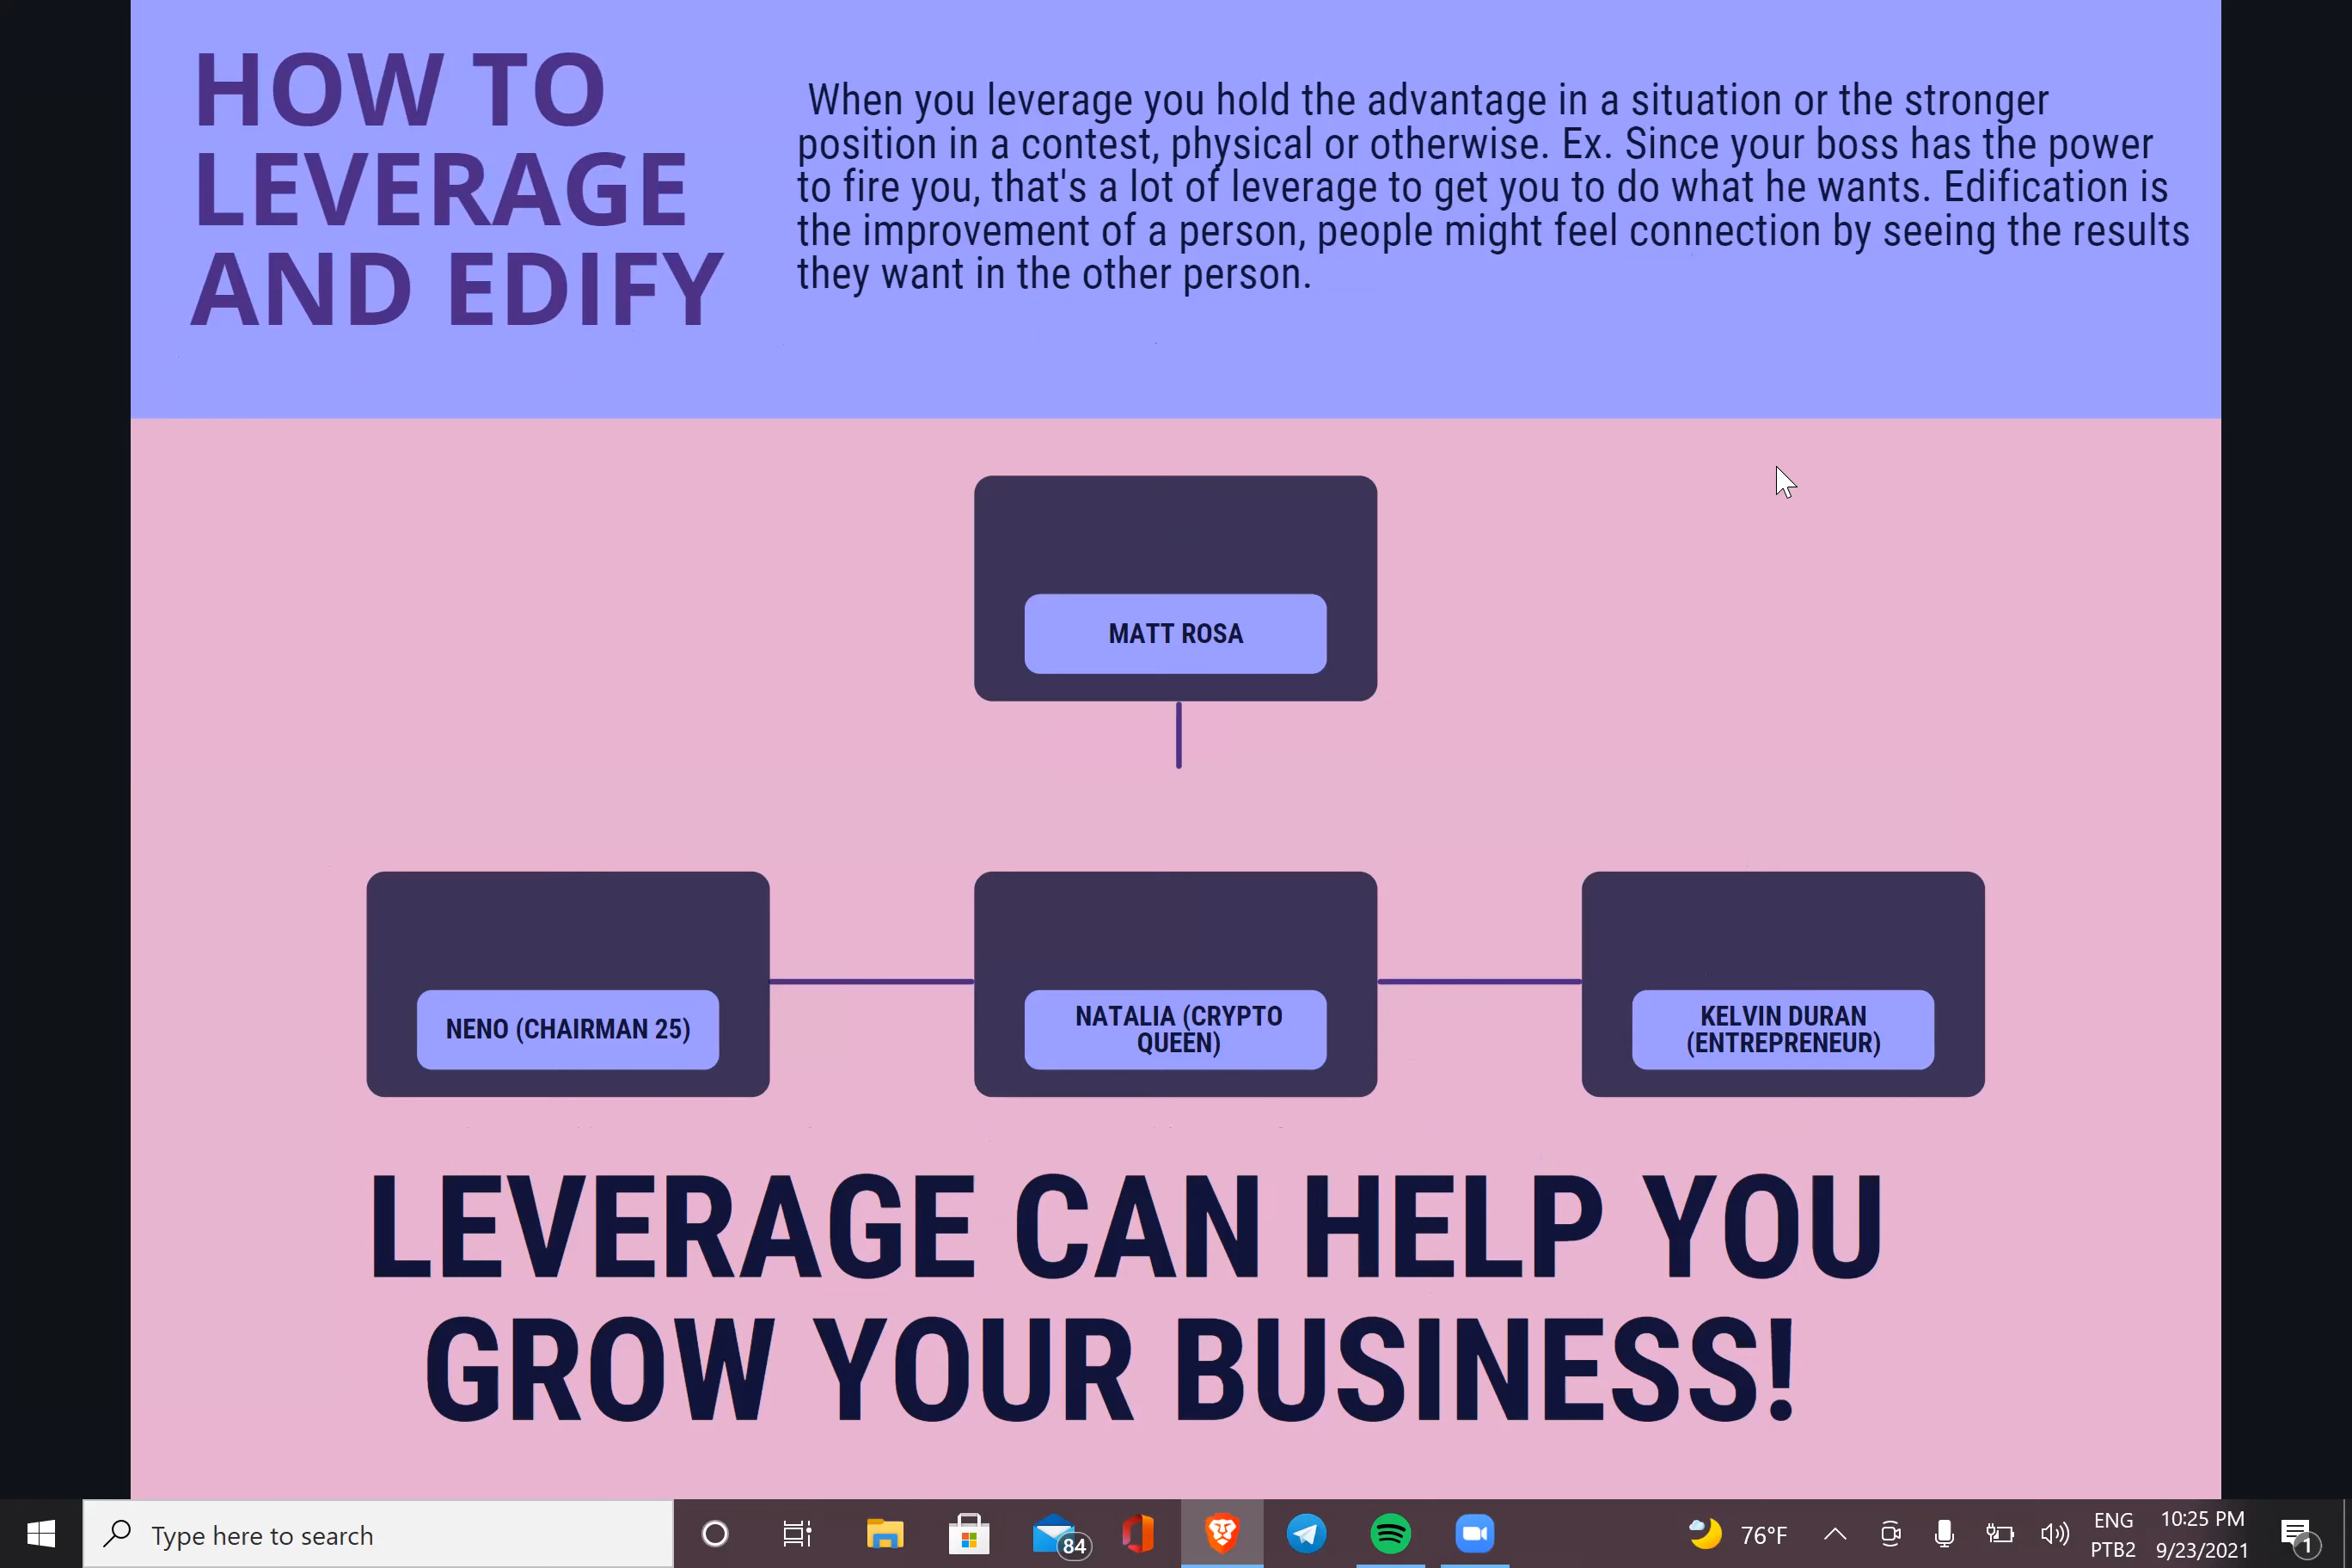 HOW TO
LEVERAGE
AND EDIFY
When you leverage you hold the advantage in a situation or the stronger
position in a contest, physical or otherwise. Ex. Since your boss has the power
to fire you, that's a lot of leverage to get you to do what he wants. Edification is
the improvement of a person, people might feel connection by seeing the results
they want in the other person.
MATT ROSA
NENO (CHAIRMAN 25)
NATALIA (CRYPTO
QUEEN)
KELVIN DURAN
(ENTREPRENEUR)
LEVERAGE CAN HELP YOU
GROW YOUR BUSINESS!
Type here to search
84
76°F
ENG
PTB2
10:25 PM
9/23/2021
1